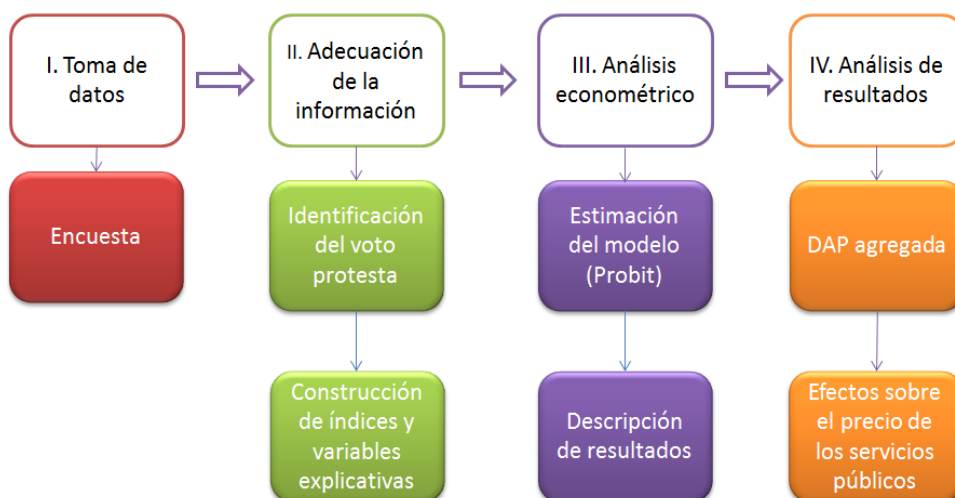 I. Toma de
datos
II. Adecuación
de la
información
III. Análisis
econométrico
IV. Análisis de
resultados
Encuesta
Identificación
del voto
protesta
Estimación
del modelo
(Probit)
DAP agregada
Construcción
de índices y
variables
explicativas
Descripción
de resultados
Efectos sobre
el precio de
los servicios
públicos